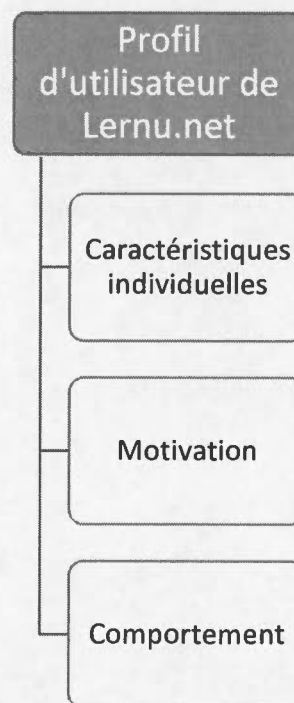 Profil
d'utilisateur de
Lernu.net
Caractéristiques
individuelles
Motivation
Comportement